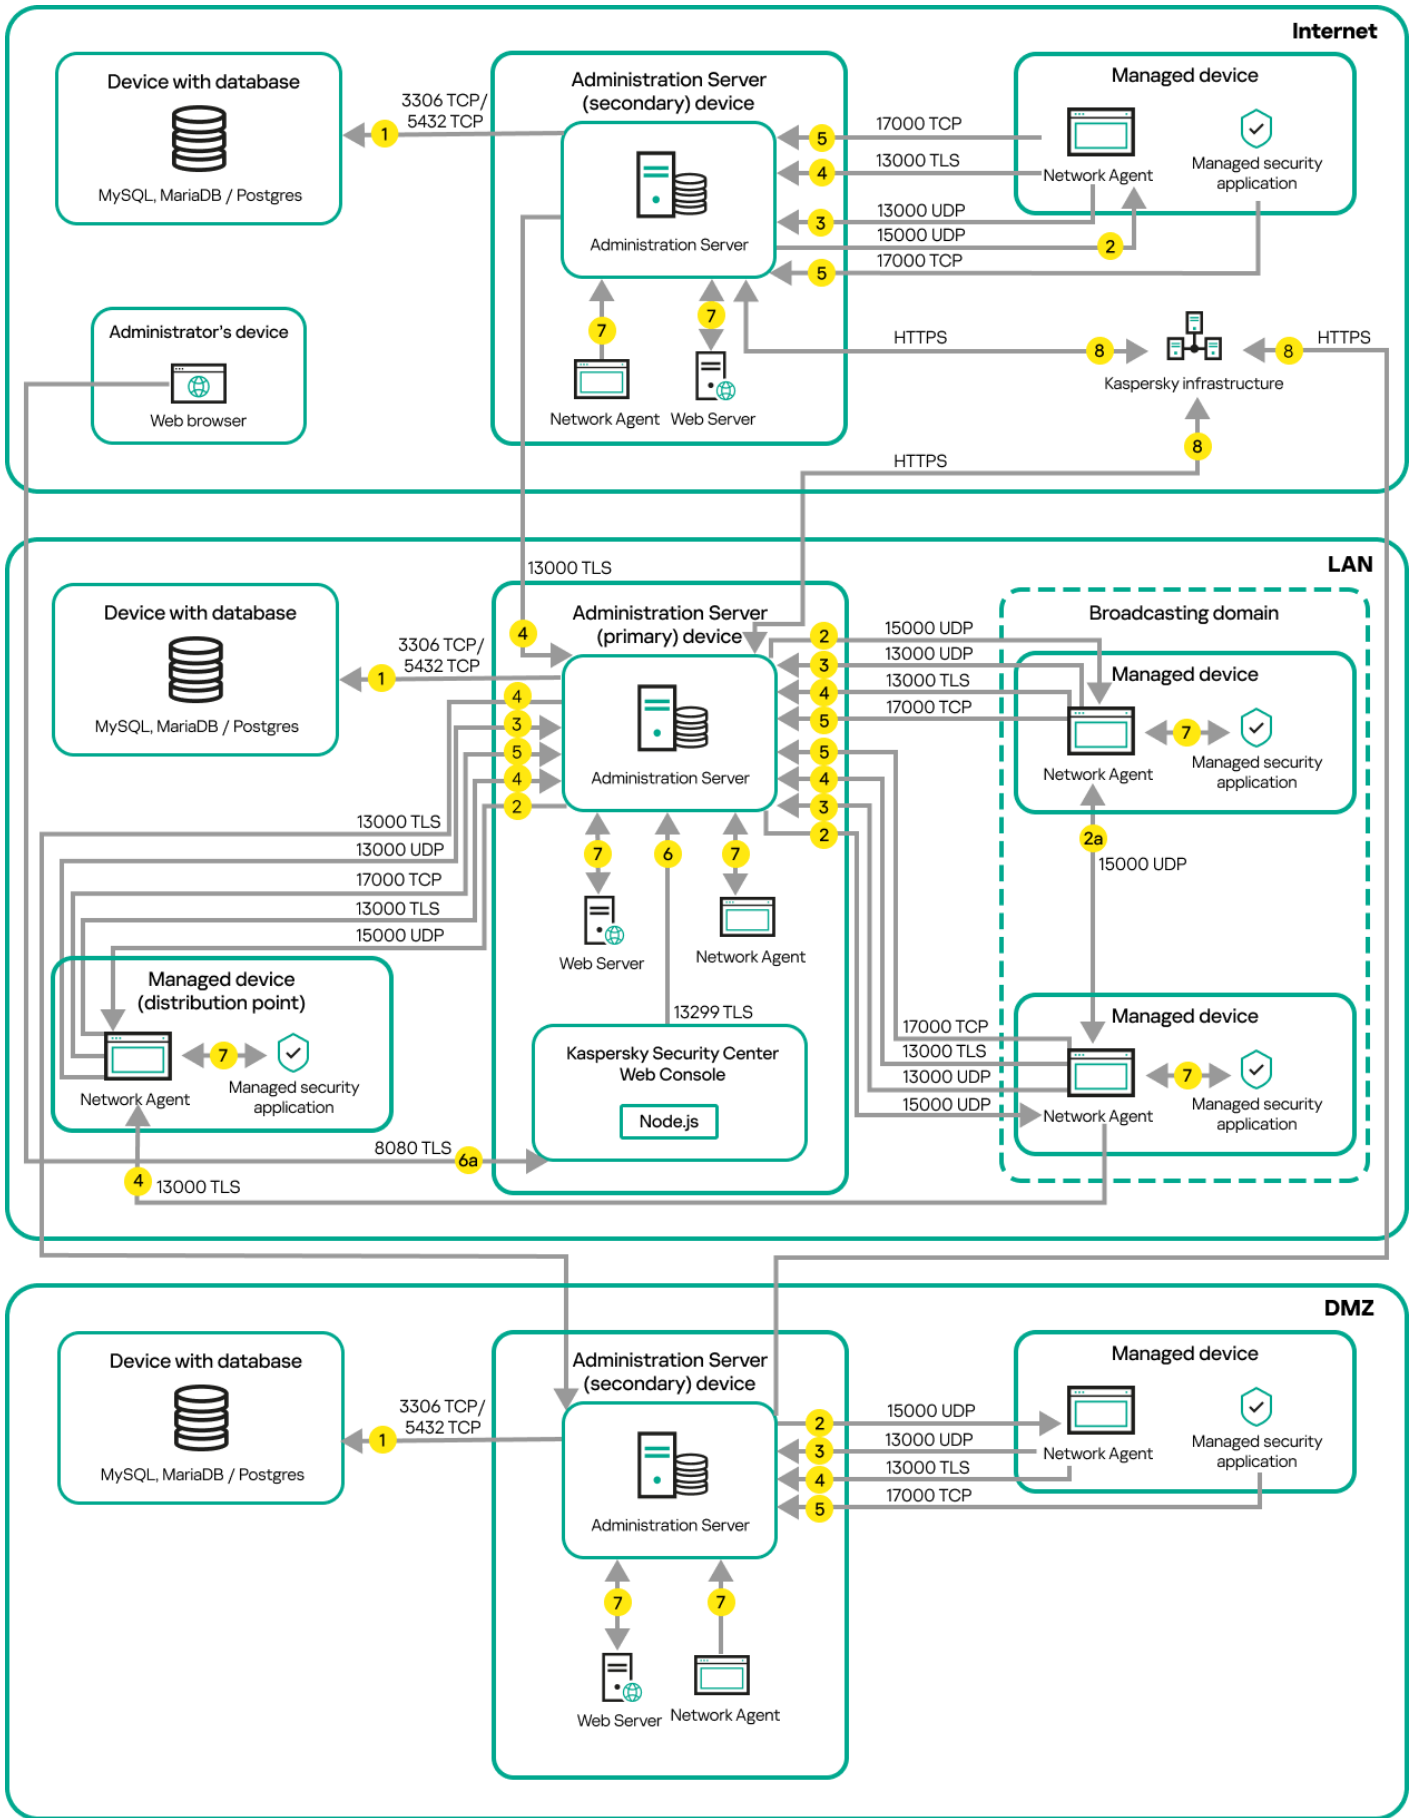 Internet
Device with database
MySQL, MariaDB / Postgres
3306 TCP/
5432 TCP
1
Administration Server
(secondary) device
Administration Server
7
7
Network Agent
Web Server
17000 TCP
5
13000 TLS
4
13000 UDP
3
15000 UDP
2
17000 TCP
5
Managed device
Network Agent
Managed security
application
Administrator's device
Web browser
HTTPS
8
8
HTTPS
Kaspersky infrastructure
8
HTTPS
LAN
13000 TLS
4
Device with database
MySQL, MariaDB / Postgres
3306 TCP/
5432 TCP
1
Administration Server
(primary) device
Administration Server
4
3
5
4
2
13000 TLS
13000 UDP
17000 TCP
13000 TLS
15000 UDP
2
15000 UDP
3
13000 UDP
4
13000 TLS
5
17000 TCP
5
4
3
2
Broadcasting domain
Managed device
Network Agent
7
Managed security
application
2a
15000 UDP
7
6
7
Web Server
Network Agent
13299 TLS
Kaspersky Security Center
Web Console
Node.js
Managed device
(distribution point)
Network Agent
7
Managed security
application
17000 TCP
13000 TLS
13000 UDP
15000 UDP
Managed device
Network Agent
7
Managed security
application
8080 TLS
6a
4
13000 TLS
DMZ
Device with database
MySQL, MariaDB / Postgres
3306 TCP/
5432 TCP
1
Administration Server
(secondary) device
Administration Server
2
15000 UDP
3
13000 UDP
4
13000 TLS
5
17000 TCP
Managed device
Network Agent
Managed security
application
7
7
Web Server
Network Agent